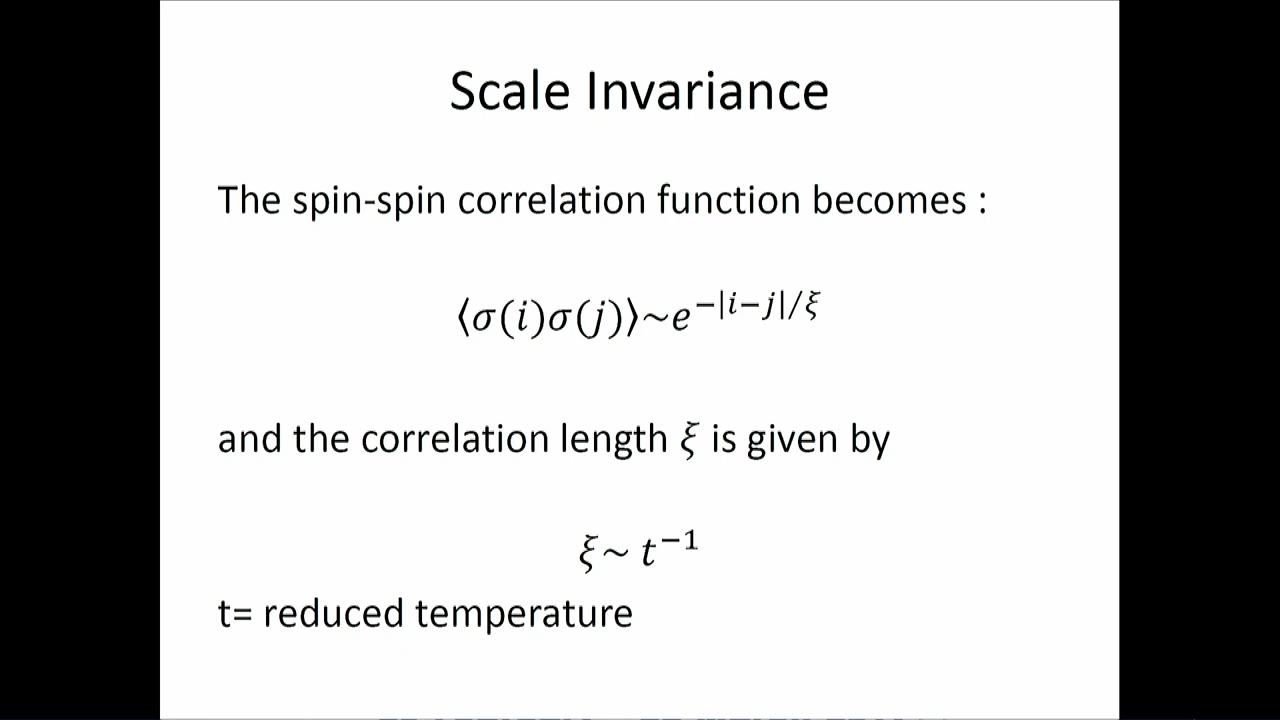 Scale Invariance
The spin-spin correlation function becomes :
⟨σ(i)σ(j)⟩~e^{−|i−j|/ξ}
and the correlation length ξ is given by
ξ~ t^{−1}
t= reduced temperature